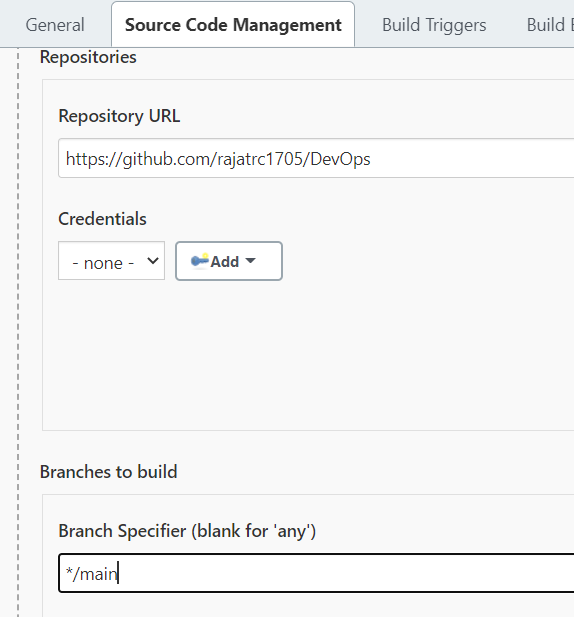 General
Source Code Management
Build Triggers
Build
Repositories
Repository URL
https://github.com/rajatrc1705/DevOps
Credentials
- none -
Add
Branches to build
Branch Specifier (blank for 'any')
*/main